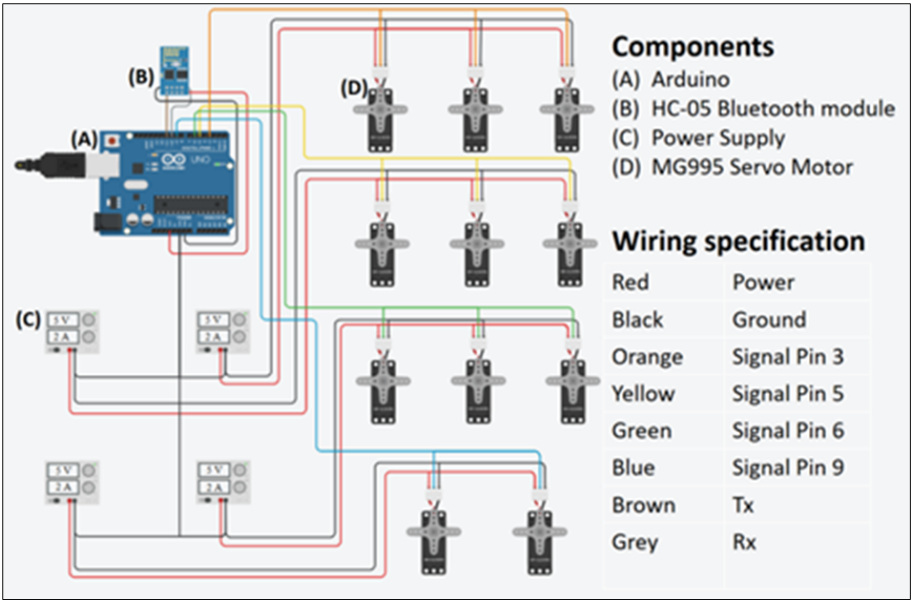 (B)
(A)
UNO
(D)
(C)
5 V
2 A
5 V
2 A
5 V
2 A
5 V
2 A
Components
(A) Arduino
(B) HC-05 Bluetooth module
(C) Power Supply
(D) MG995 Servo Motor
Wiring specification
Red Power
Black Ground
Orange Signal Pin 3
Yellow Signal Pin 5
Green Signal Pin 6
Blue Signal Pin 9
Brown Tx
Grey Rx